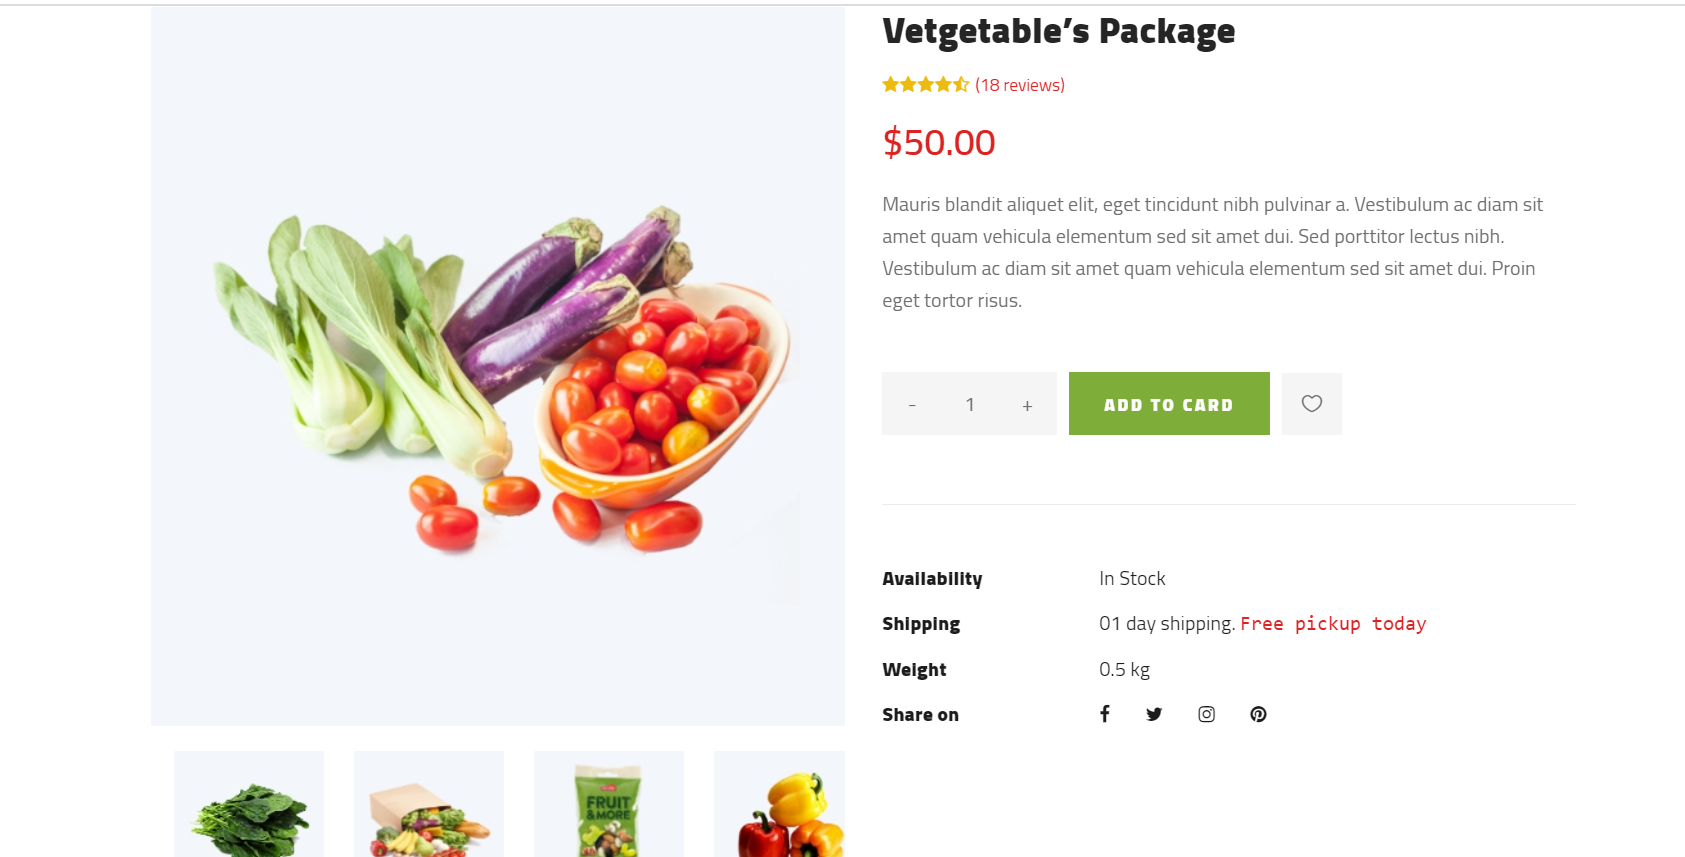 Vetgetable’s Package
(18 reviews)
$50.00
Mauris blandit aliquet elit, eget tincidunt nibh pulvinar a. Vestibulum ac diam sit
amet quam vehicula elementum sed sit amet dui. Sed porttitor lectus nibh.
Vestibulum ac diam sit amet quam vehicula elementum sed sit amet dui. Proin
eget tortor risus.
- 1 + ADD TO CARD
Availability In Stock
Shipping 01 day shipping. Free pickup today
Weight 0.5 kg
Share on
FRUIT
&MORE